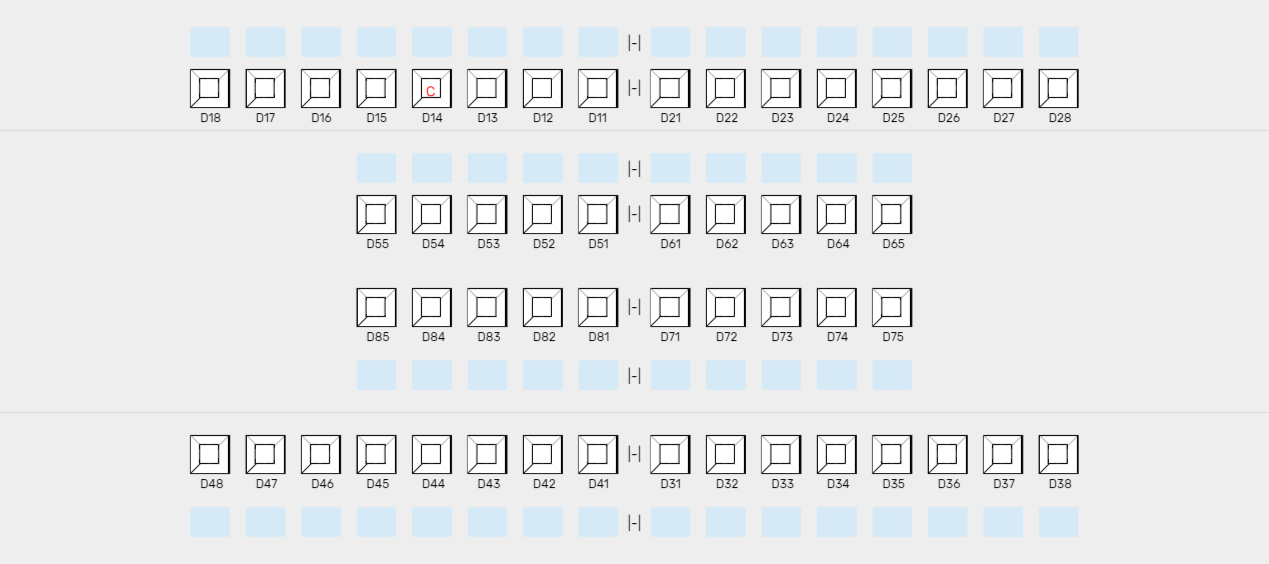 |-|
C |-|
D18 D17 D16 D15 D14 D13 D12 D11 D21 D22 D23 D24 D25 D26 D27 D28
|-|
|-|
D55 D54 D53 D52 D51 D61 D62 D63 D64 D65
|-|
D85 D84 D83 D82 D81 D71 D72 D73 D74 D75
|-|
|-|
D48 D47 D46 D45 D44 D43 D42 D41 D31 D32 D33 D34 D35 D36 D37 D38
|-|